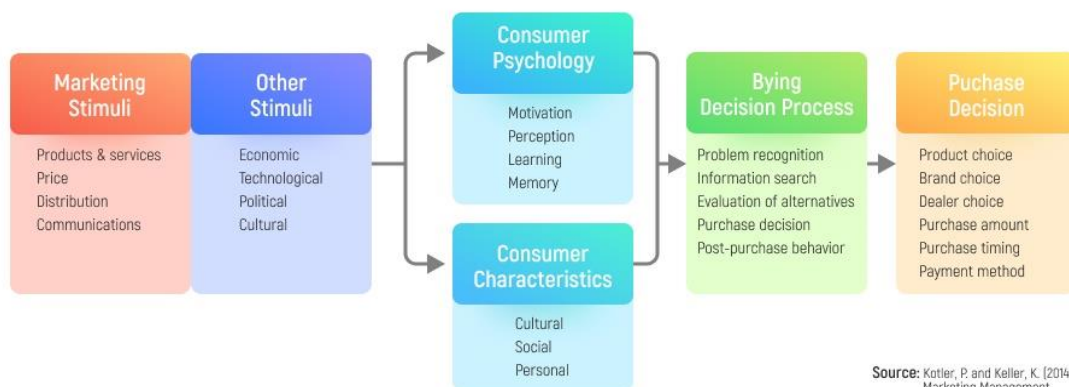 Marketing
Stimuli
Products & services
Price
Distribution
Communications
Other
Stimuli
Economic
Technological
Political
Cultural
Consumer
Psychology
Motivation
Perception
Learning
Memory
Consumer
Characteristics
Cultural
Social
Personal
Bying
Decision Process
Problem recognition
Information search
Evaluation of alternatives
Purchase decision
Post-purchase behavior
Puchase
Decision
Product choice
Brand choice
Dealer choice
Purchase amount
Purchase timing
Payment method
Source: Kotler, P. and Keller, K. (2014
Marketing Management